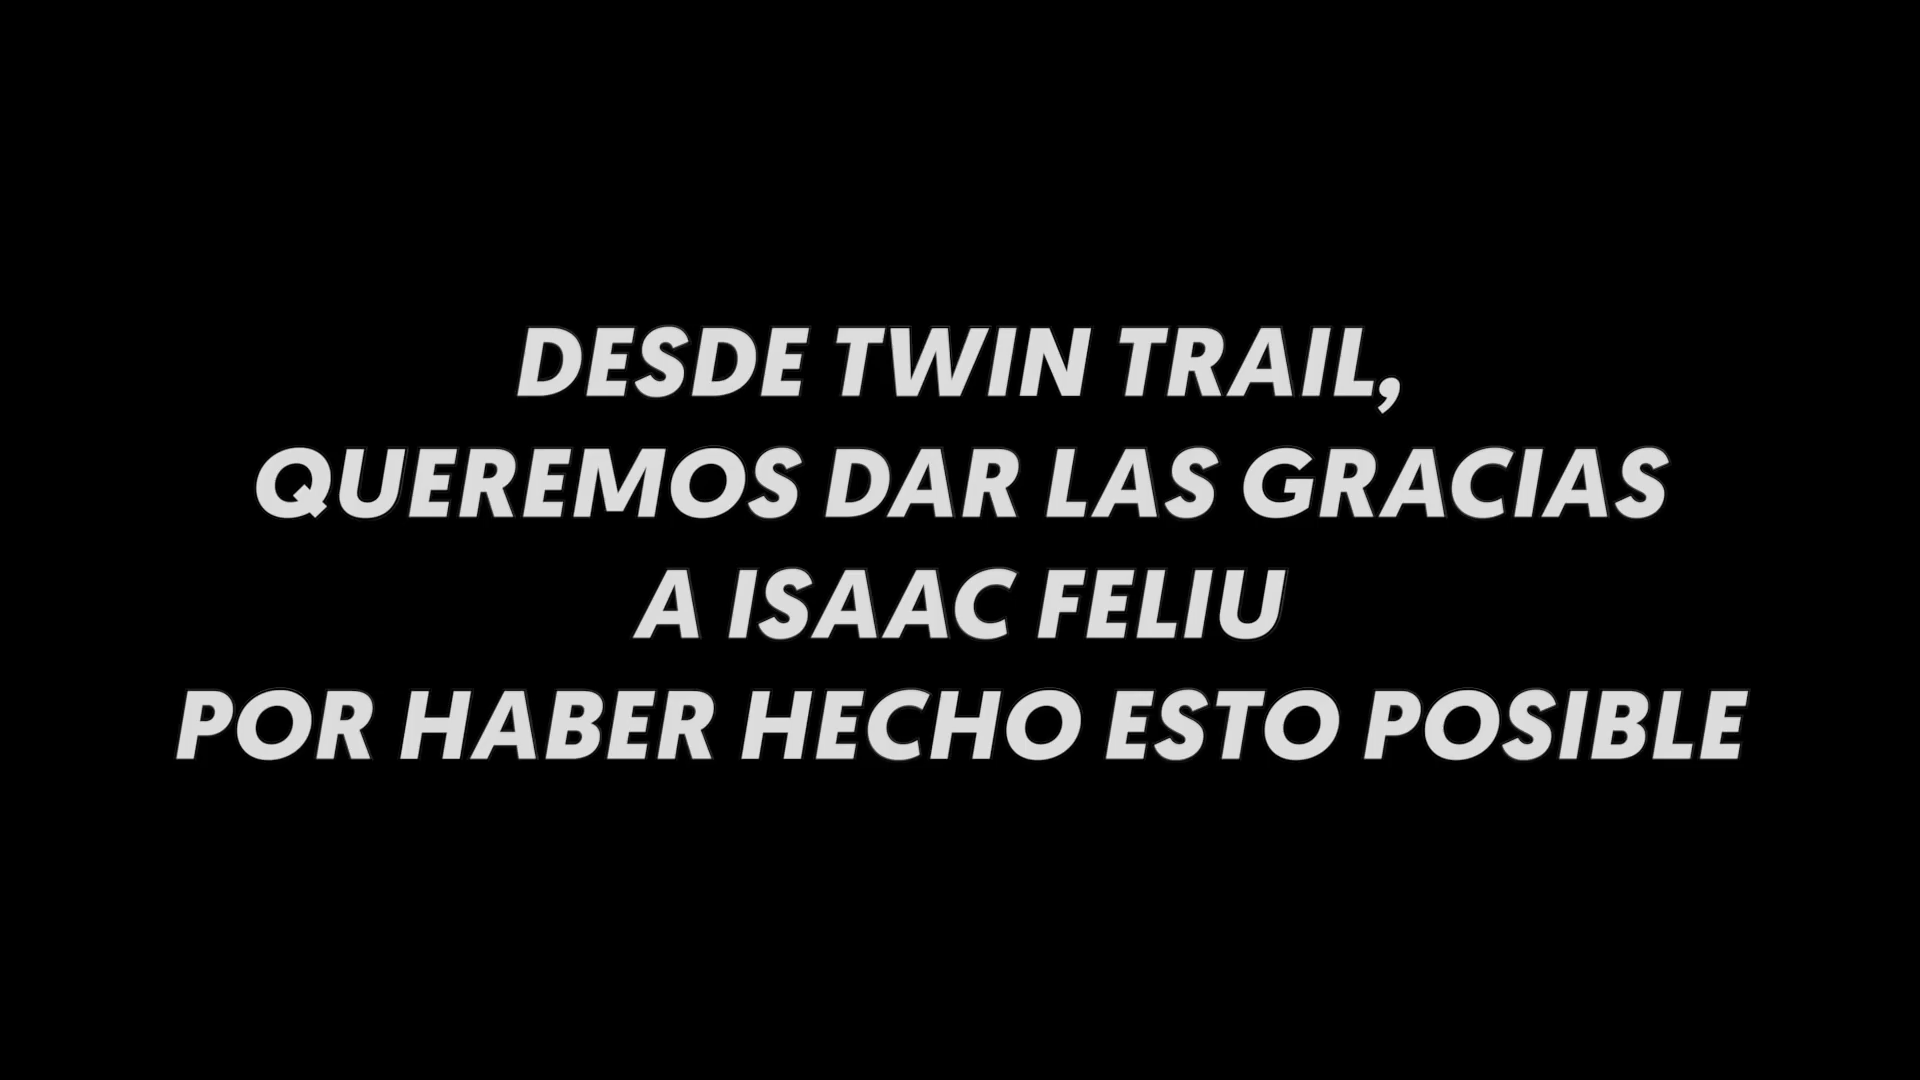 DESDE TWIN TRAIL,
QUEREMOS DAR LAS GRACIAS
A ISAAC FELIU
POR HABER HECHO ESTO POSIBLE